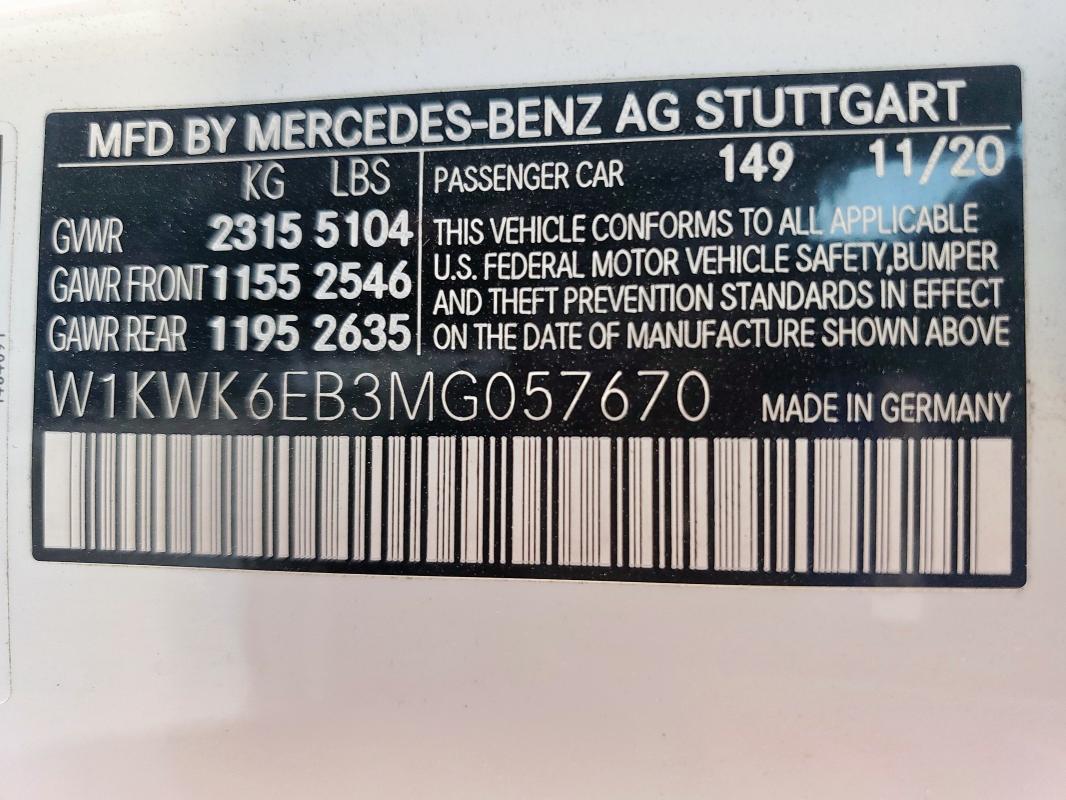 MFD BY MERCEDES-BENZ AG STUTTGART
KG LBS
GVWR 2315 5104
GAWR FRONT 1155 2546
GAWR REAR 1195 2635
PASSENGER CAR 149 11/20
THIS VEHICLE CONFORMS TO ALL APPLICABLE
U.S. FEDERAL MOTOR VEHICLE SAFETY,BUMPER
AND THEFT PREVENTION STANDARDS IN EFFECT
ON THE DATE OF MANUFACTURE SHOWN ABOVE
W1KWK6EB3MG057670 MADE IN GERMANY